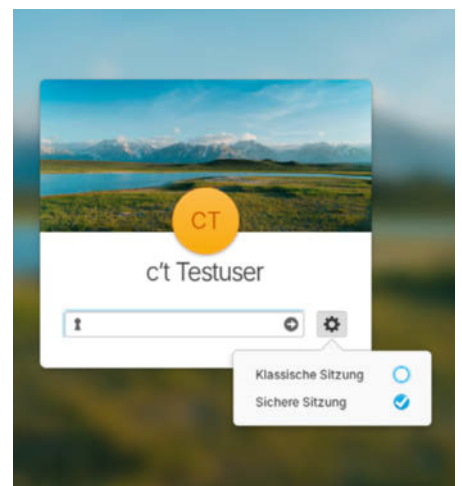 CT
c't Testuser
Klassische Sitzung
Sichere Sitzung